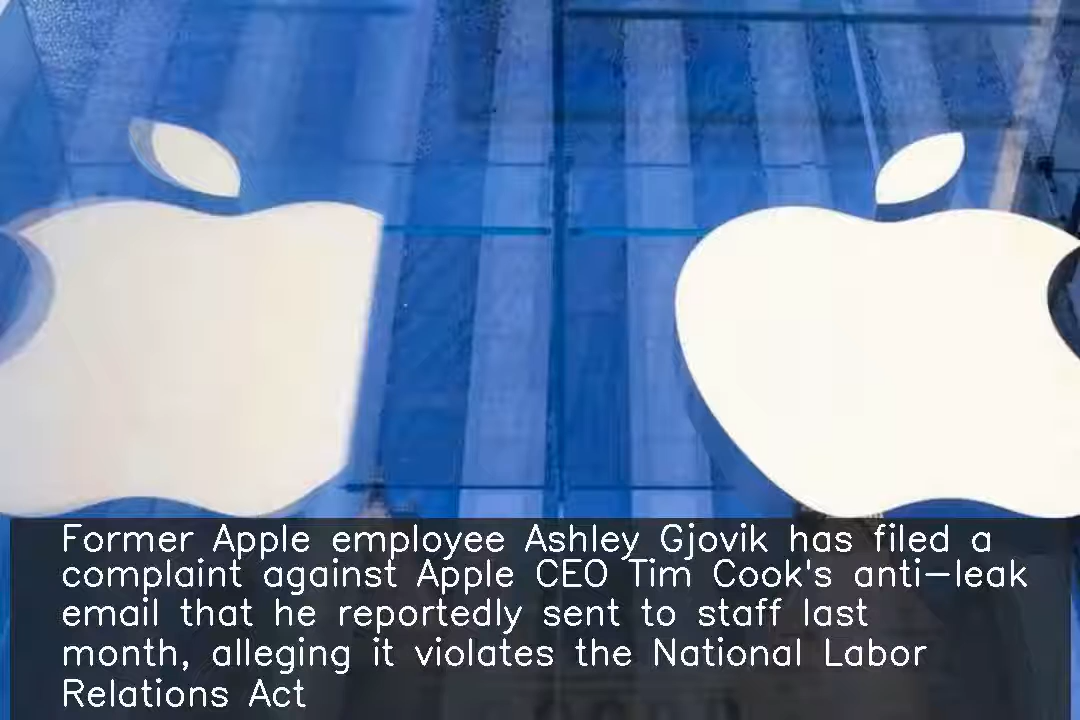 Former Apple employee Ashley Gjovik has filed a
complaint against Apple CEO Tim Cook's anti-leak
email that he reportedly sent to staff last
month, alleging it violates the National Labor
Relations Act